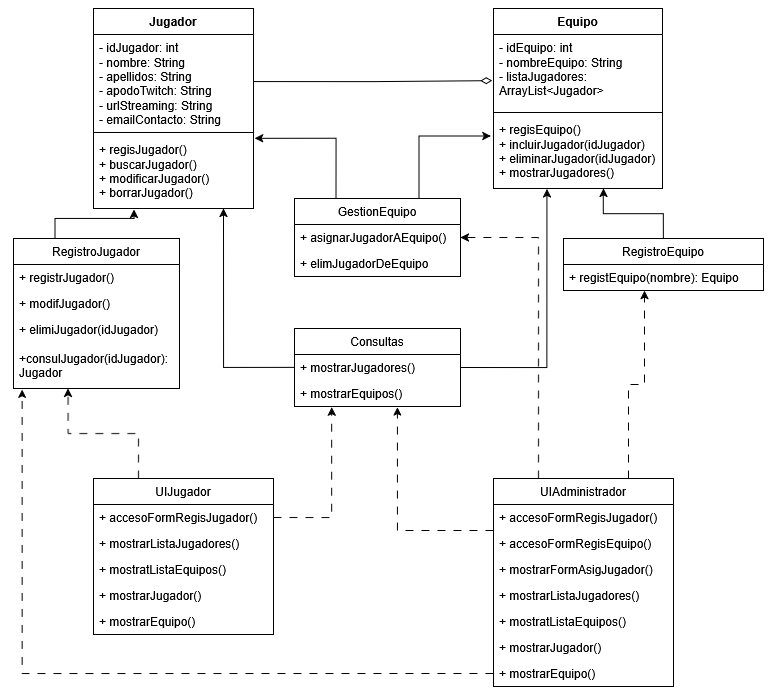 Jugador
- idJugador: int
- nombre: String
- apellidos: String
- apodoTwitch: String
- urlStreaming: String
- emailContacto: String
+ regisJugador()
+ buscarJugador()
+ modificarJugador()
+ borrarJugador()
Equipo
- idEquipo: int
- nombreEquipo: String
- listaJugadores:
ArrayList<Jugador>
+ regisEquipo()
+ incluirJugador(idJugador)
+ eliminarJugador(idJugador)
+ mostrarJugadores()
GestionEquipo
+ asignarJugadorAEquipo()
+ elimJugadorDeEquipo
RegistroJugador
+ registrJugador()
+ modifJugador()
+ elimiJugador(idJugador)
+consulJugador(idJugador):
Jugador
RegistroEquipo
+ registEquipo(nombre): Equipo
Consultas
+ mostrarJugadores()
+ mostrarEquipos()
UIJugador
+ accesoFormRegisJugador()
+ mostrarListaJugadores()
+ mostratListaEquipos()
+ mostrarJugador()
+ mostrarEquipo()
UIAdministrador
+ accesoFormRegisJugador()
+ accesoFormRegisEquipo()
+ mostrarFormAsigJugador()
+ mostrarListaJugadores()
+ mostratListaEquipos()
+ mostrarJugador()
+ mostrarEquipo()